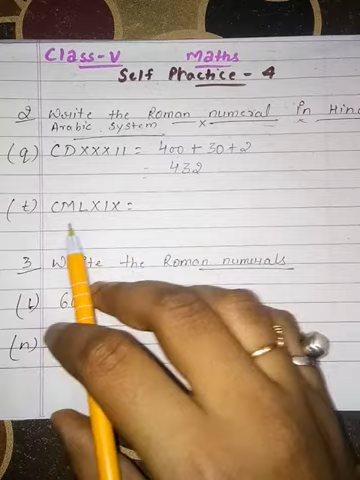 Class-V Maths
Self Practice - 4
2 Write the Roman numeral in Hindu
Arabic System
(q) CDXXXII = 400 + 30 + 2
= 432
(t) CMLXIX =
3 Write the Roman numerals
(n)